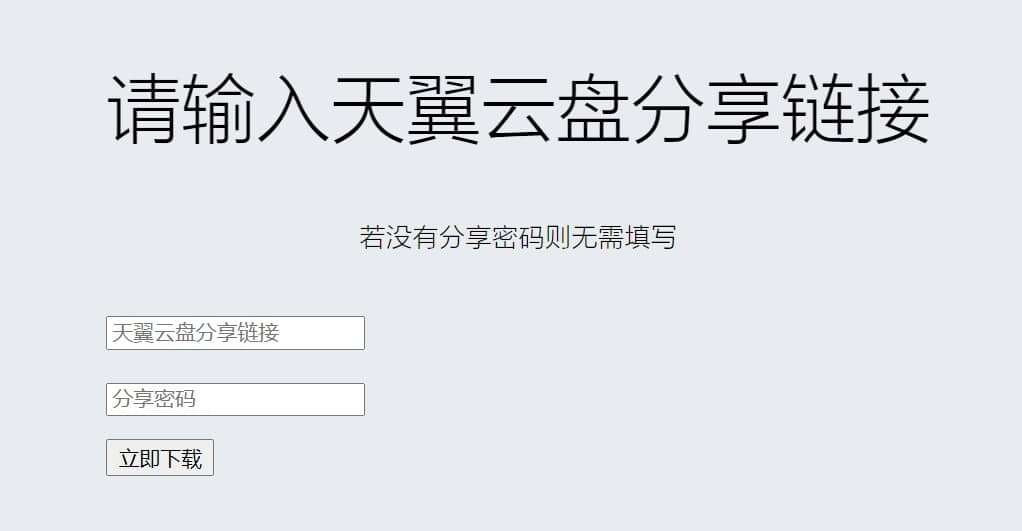 请输入天翼云盘分享链接
若没有分享密码则无需填写
天翼云盘分享链接
分享密码
立即下载